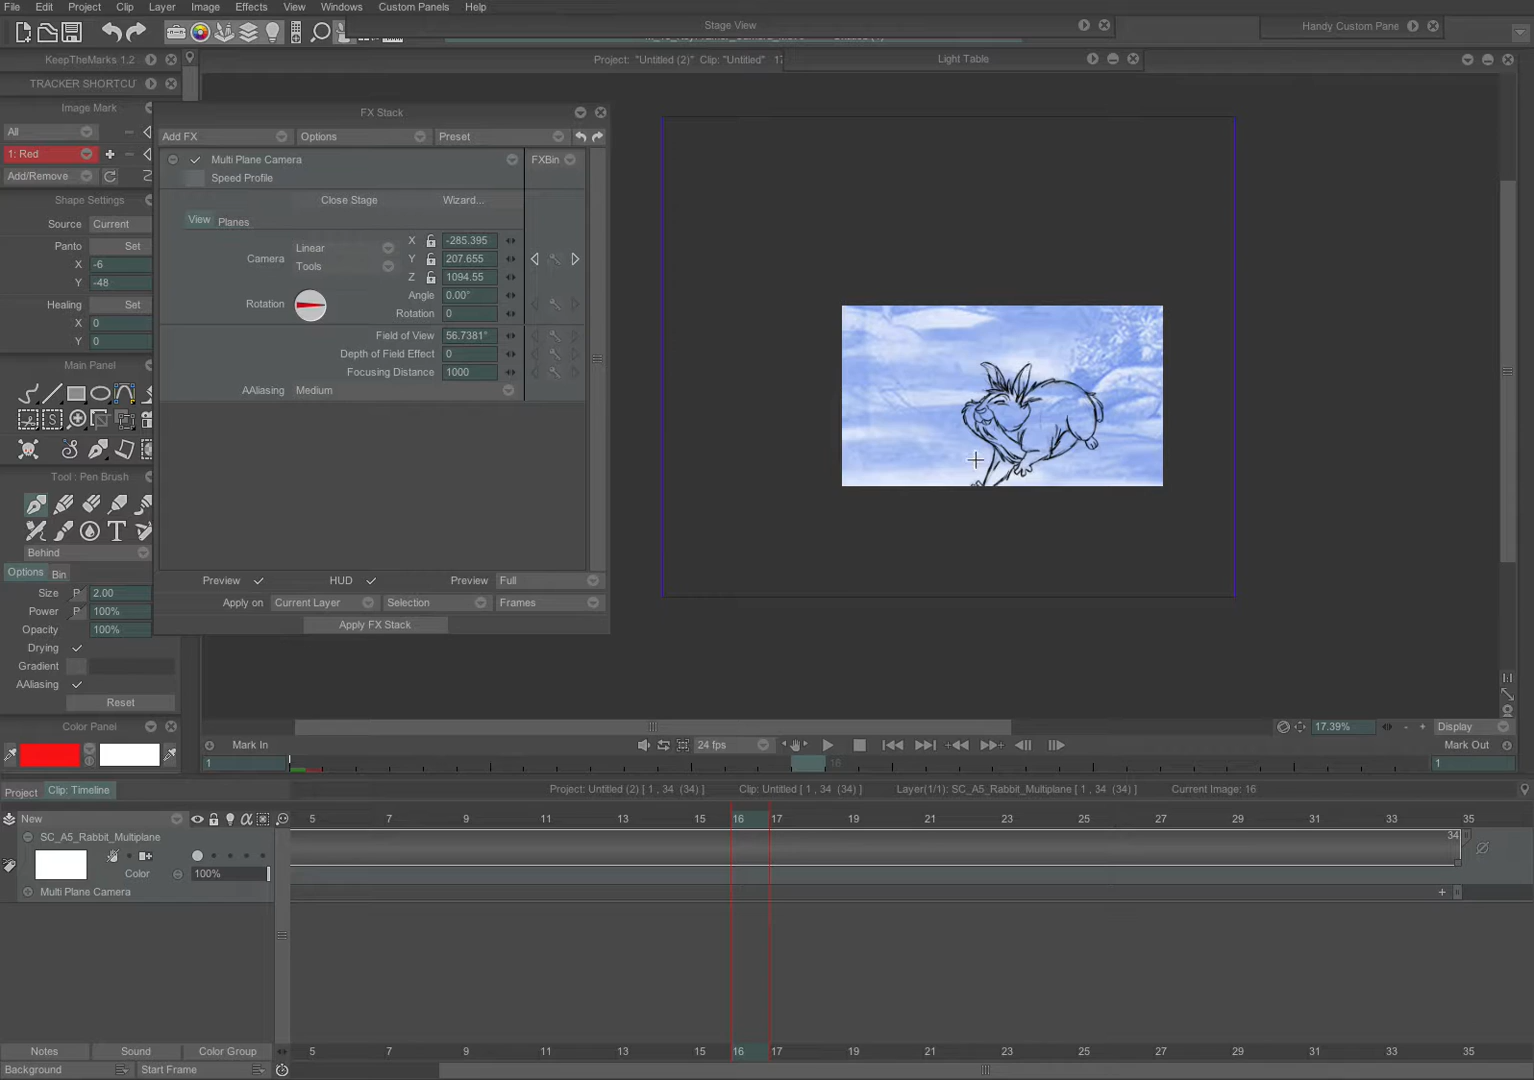 File Edit Project Clip Layer Image Effects View Windows Custom Panels Help
Stage View
Handy Custom Pane
Project: "Untitled (2)" Clip: "Untitled" 17
Light Table
KeepTheMarks 1.2
TRACKER SHORTCU
Image Mark
All
1: Red
Add/Remove
Shape Settings
Source Current
Panto Set
X -6
Y -48
Healing Set
X 0
Y 0
Main Panel
Tool : Pen Brush
Behind
Options Bin
Size P 2.00
Power P 100%
Opacity 100%
Drying
Gradient
AAliasing
Reset
Color Panel
FX Stack
Add FX Options Preset
Multi Plane Camera FXBin
Speed Profile
Close Stage Wizard...
View Planes
Camera Linear X -285.395
Y 207.655
Tools Z 1094.55
Angle 0.00°
Rotation Rotation 0
Field of View 56.7381°
Depth of Field Effect 0
Focusing Distance 1000
AAliasing Medium
Preview HUD Preview Full
Apply on Current Layer Selection Frames
Apply FX Stack
1:1
17.39% - + Display
Mark In 24 fps Mark Out
1 16 1
Project Clip: Timeline Project: Untitled (2) [ 1 , 34 (34) ] Clip: Untitled [ 1 , 34 (34) ] Layer(1/1): SC_A5_Rabbit_Multiplane [ 1 , 34 (34) ] Current Image: 16
New 5 7 9 11 13 15 16 17 19 21 23 25 27 29 31 33 35
SC_A5_Rabbit_Multiplane 34
Color 100%
Multi Plane Camera
Notes Sound Color Group 5 7 9 11 13 15 16 17 19 21 23 25 27 29 31 33 35
Background Start Frame